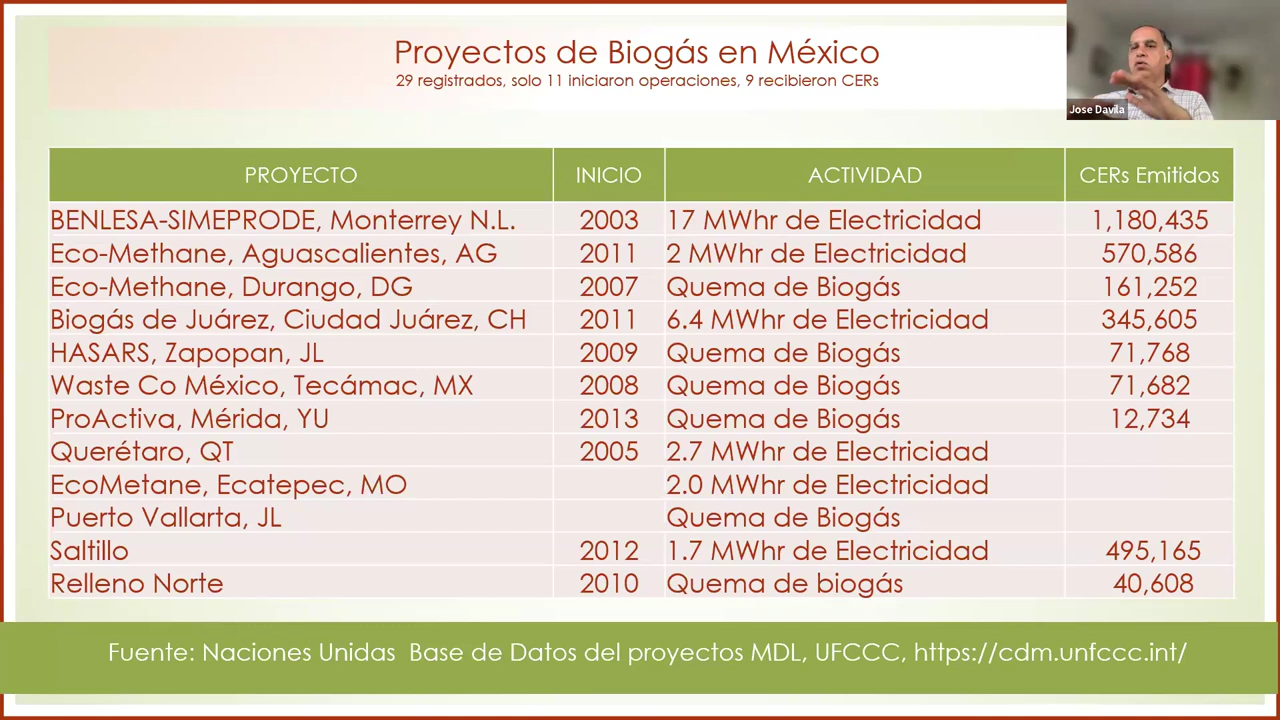 Proyectos de Biogás en México
29 registrados, solo 11 iniciaron operaciones, 9 recibieron CERs
Jose Davila
PROYECTO INICIO ACTIVIDAD CERs Emitidos
BENLESA-SIMEPRODE, Monterrey N.L. 2003 17 MWhr de Electricidad 1,180,435
Eco-Methane, Aguascalientes, AG 2011 2 MWhr de Electricidad 570,586
Eco-Methane, Durango, DG 2007 Quema de Biogás 161,252
Biogás de Juárez, Ciudad Juárez, CH 2011 6.4 MWhr de Electricidad 345,605
HASARS, Zapopan, JL 2009 Quema de Biogás 71,768
Waste Co México, Tecámac, MX 2008 Quema de Biogás 71,682
ProActiva, Mérida, YU 2013 Quema de Biogás 12,734
Querétaro, QT 2005 2.7 MWhr de Electricidad
EcoMetane, Ecatepec, MO 2.0 MWhr de Electricidad
Puerto Vallarta, JL Quema de Biogás
Saltillo 2012 1.7 MWhr de Electricidad 495,165
Relleno Norte 2010 Quema de biogás 40,608
Fuente: Naciones Unidas Base de Datos del proyectos MDL, UFCCC, https://cdm.unfccc.int/